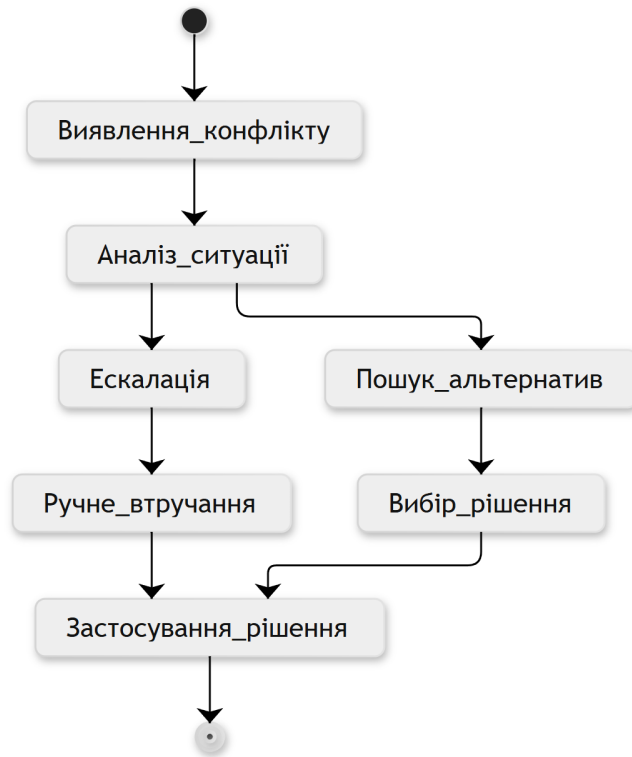 Виявлення_конфлікту
Аналіз_ситуації
Ескалація
Пошук_альтернатив
Ручне_втручання
Вибір_рішення
Застосування_рішення